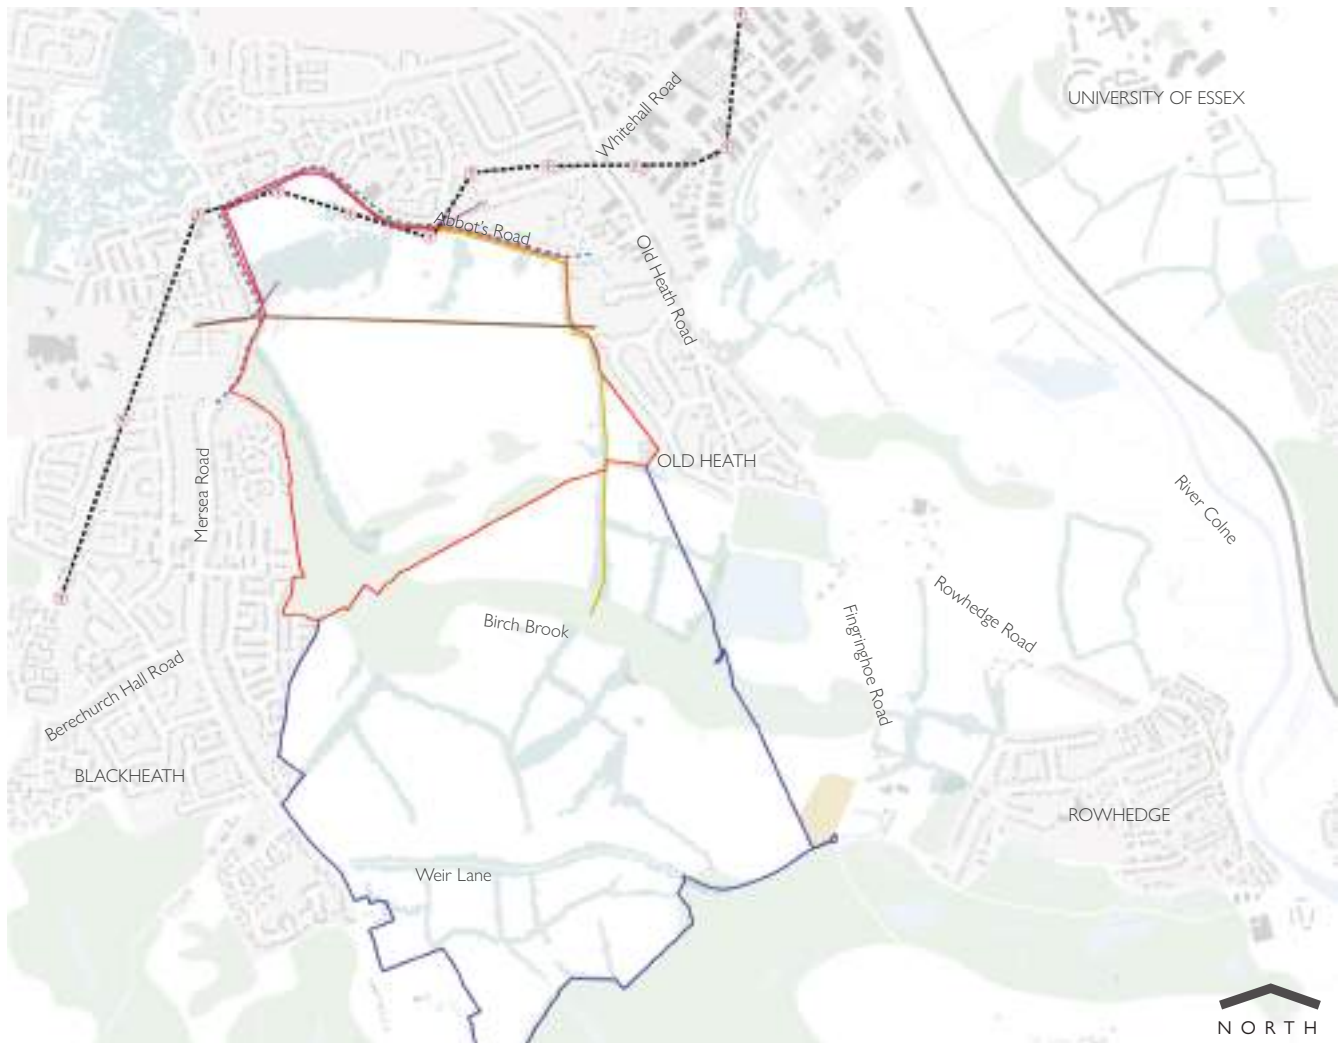 UNIVERSITY OF ESSEX
Whitehall Road
Abbot's Road
Old Heath Road
OLD HEATH
Mersea Road
River Colne
Rowhedge Road
Fingringhoe Road
Birch Brook
Berechurch Hall Road
BLACKHEATH
ROWHEDGE
Weir Lane
NORTH